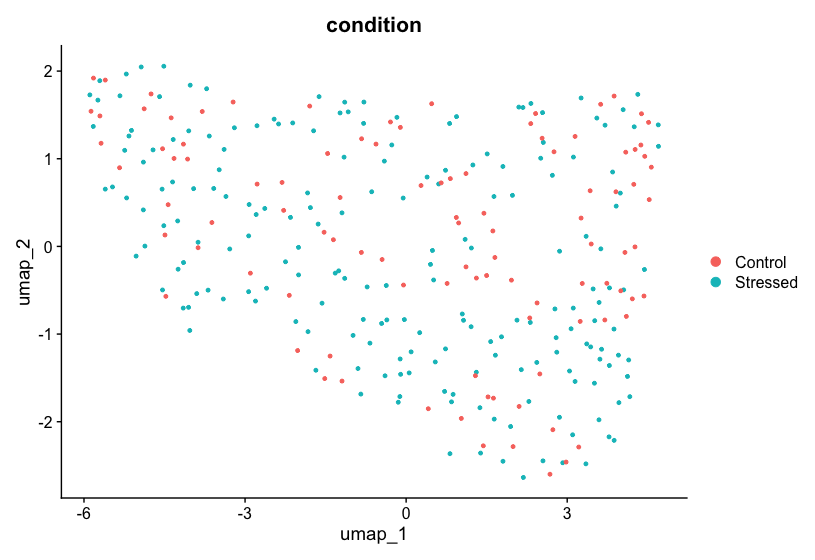 condition
2
1
0
-1
-2
umap_2
-6
-3
0
3
umap_1
Control
Stressed